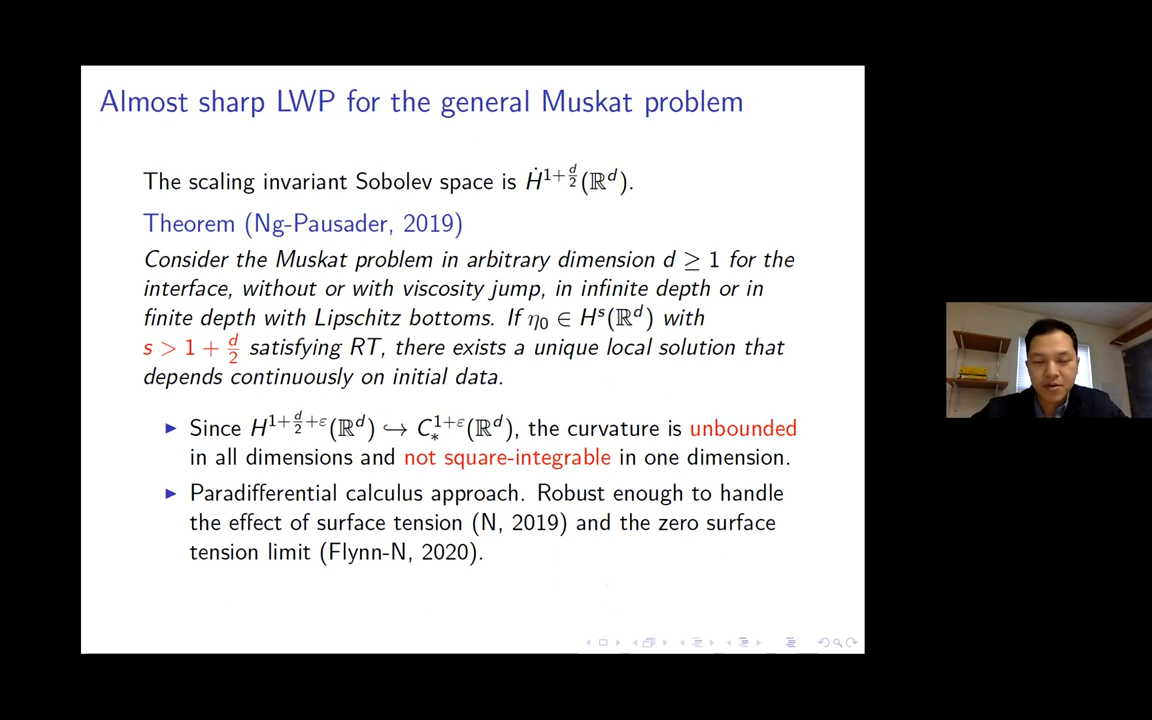 Almost sharp LWP for the general Muskat problem
The scaling invariant Sobolev space is Ḣ^{1+\frac{d}{2}}(ℝ^d).
Theorem (Ng-Pausader, 2019)
Consider the Muskat problem in arbitrary dimension d ≥ 1 for the
interface, without or with viscosity jump, in infinite depth or in
finite depth with Lipschitz bottoms. If η₀ ∈ H^s(ℝ^d) with
s > 1 + \frac{d}{2} satisfying RT, there exists a unique local solution that
depends continuously on initial data.
▶ Since H^{1+\frac{d}{2}+ε}(ℝ^d) ↪ C_*^{1+ε}(ℝ^d), the curvature is unbounded
in all dimensions and not square-integrable in one dimension.
▶ Paradifferential calculus approach. Robust enough to handle
the effect of surface tension (N, 2019) and the zero surface
tension limit (Flynn-N, 2020).